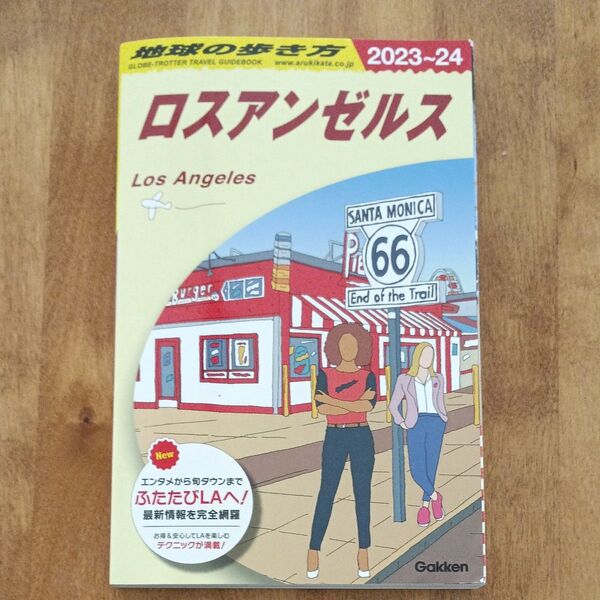 地球の歩き方
2023~24
GLOBE-TROTTER TRAVEL GUIDEBOOK
www.arukikata.co.jp
ロスアンゼルス
Los Angeles
SANTA MONICA
66
End of the Trail
Burger
New
エンタメから旬タウンまで
ふたたびLAへ!
最新情報を完全網羅
お得&安心してLAを楽しむ
テクニックが満載!
Gakken